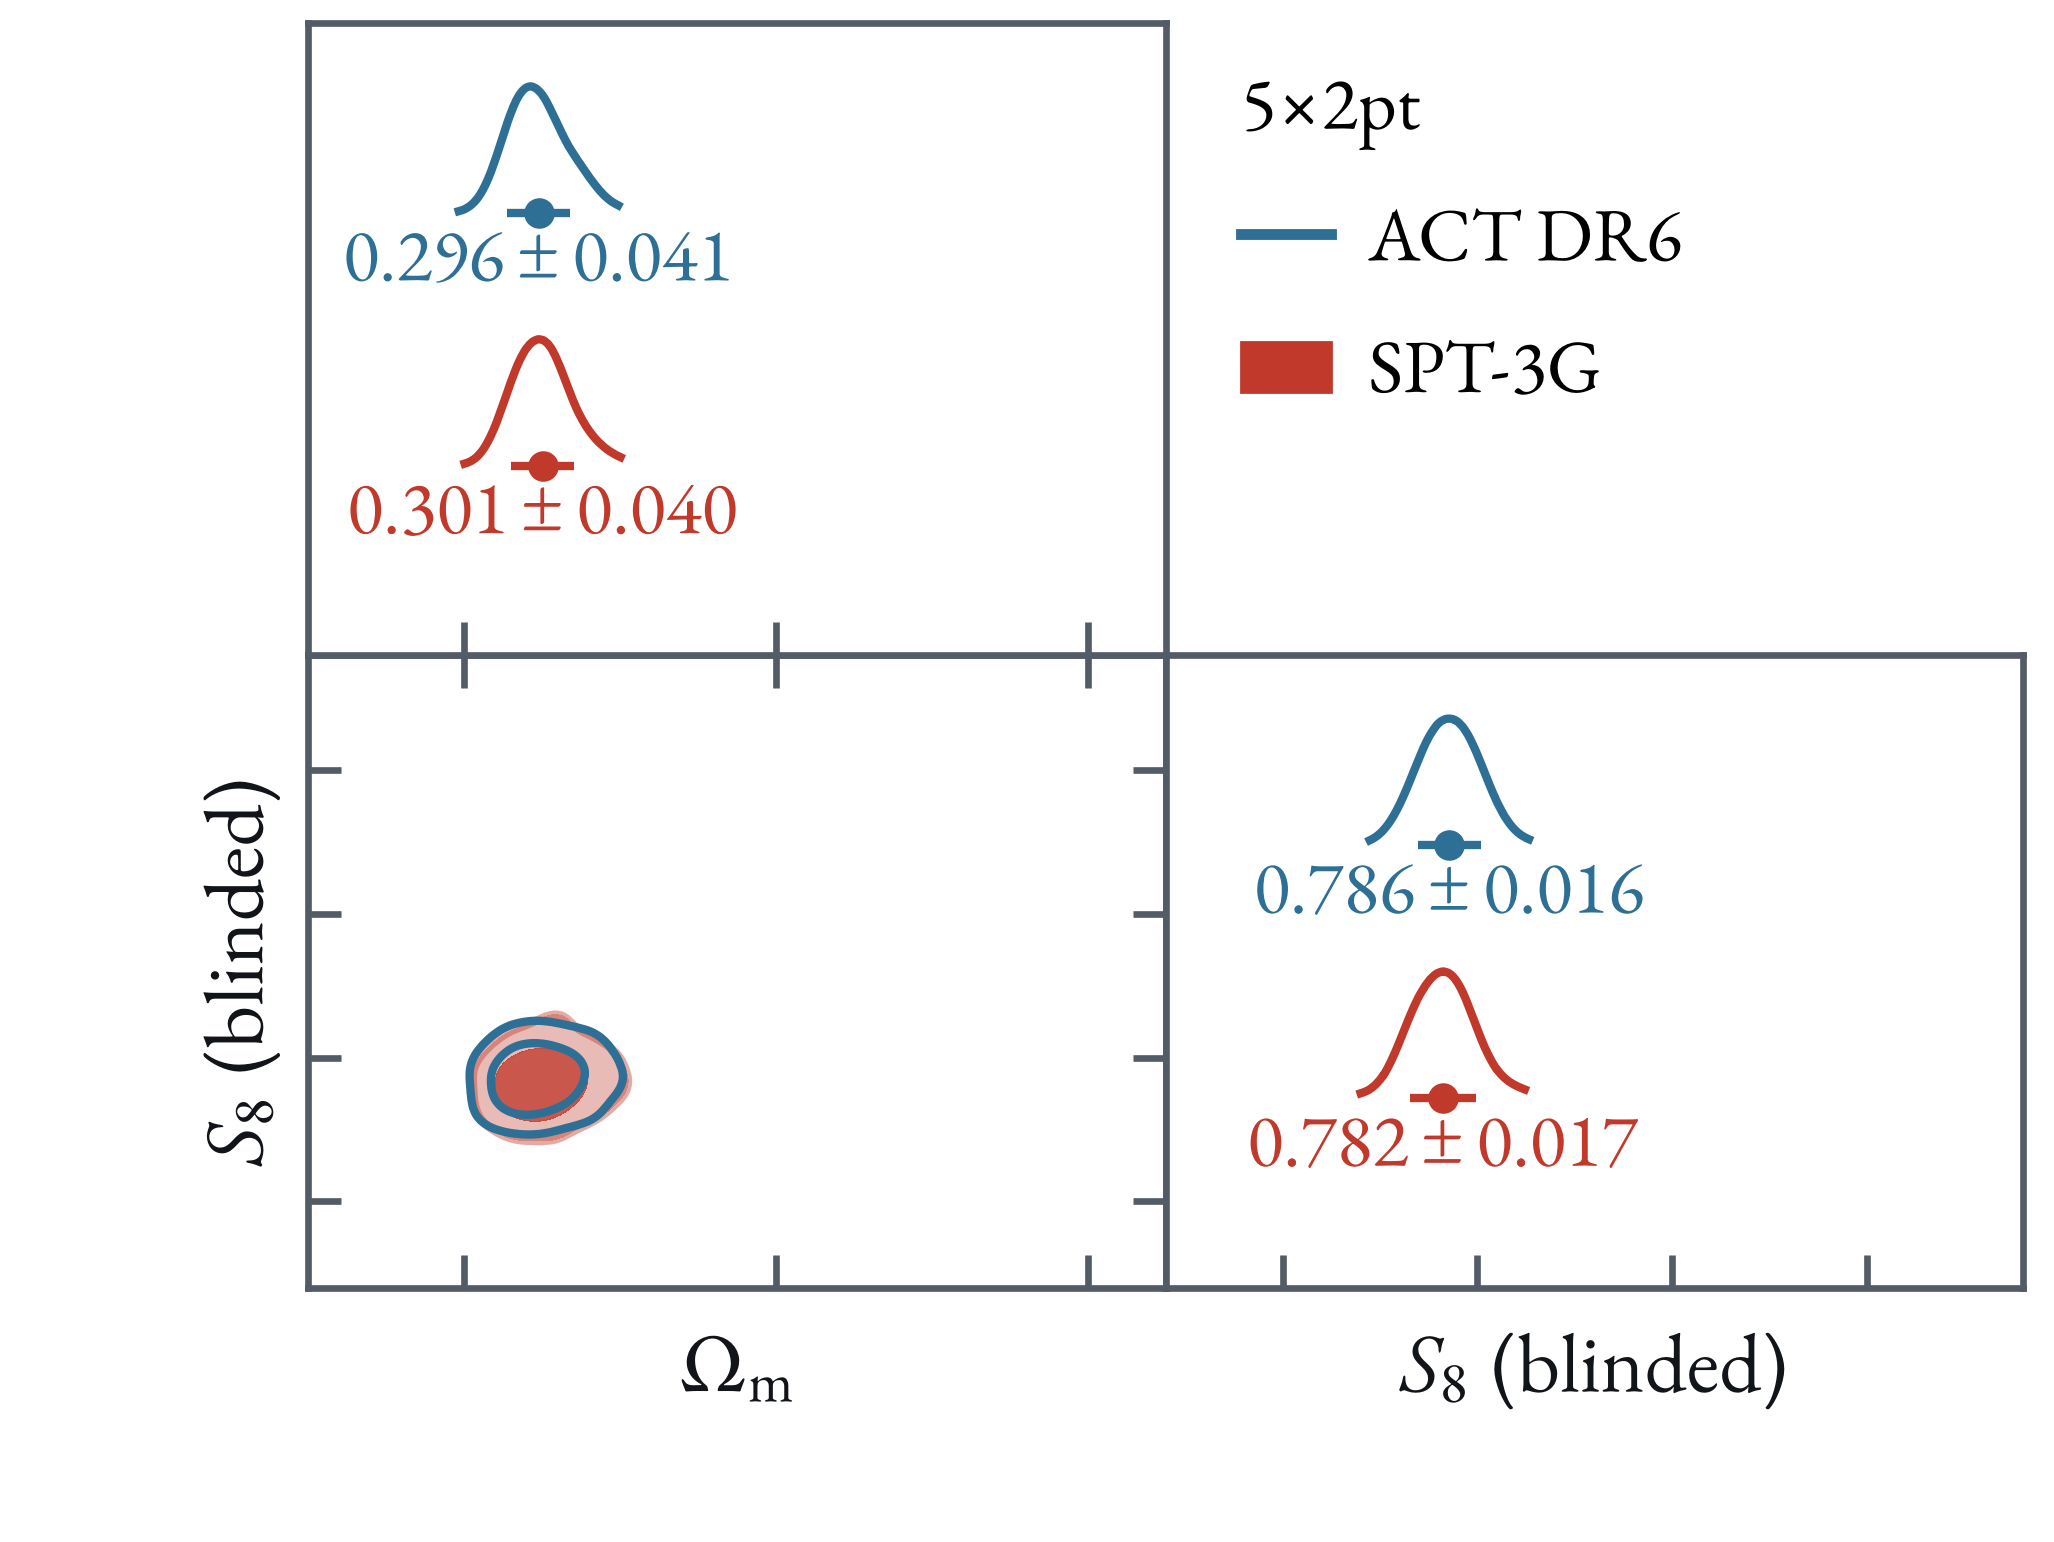 5×2pt
ACT DR6
SPT-3G
0.296 ± 0.041
0.301 ± 0.040
0.786 ± 0.016
0.782 ± 0.017
S₈ (blinded)
Ωₘ
S₈ (blinded)